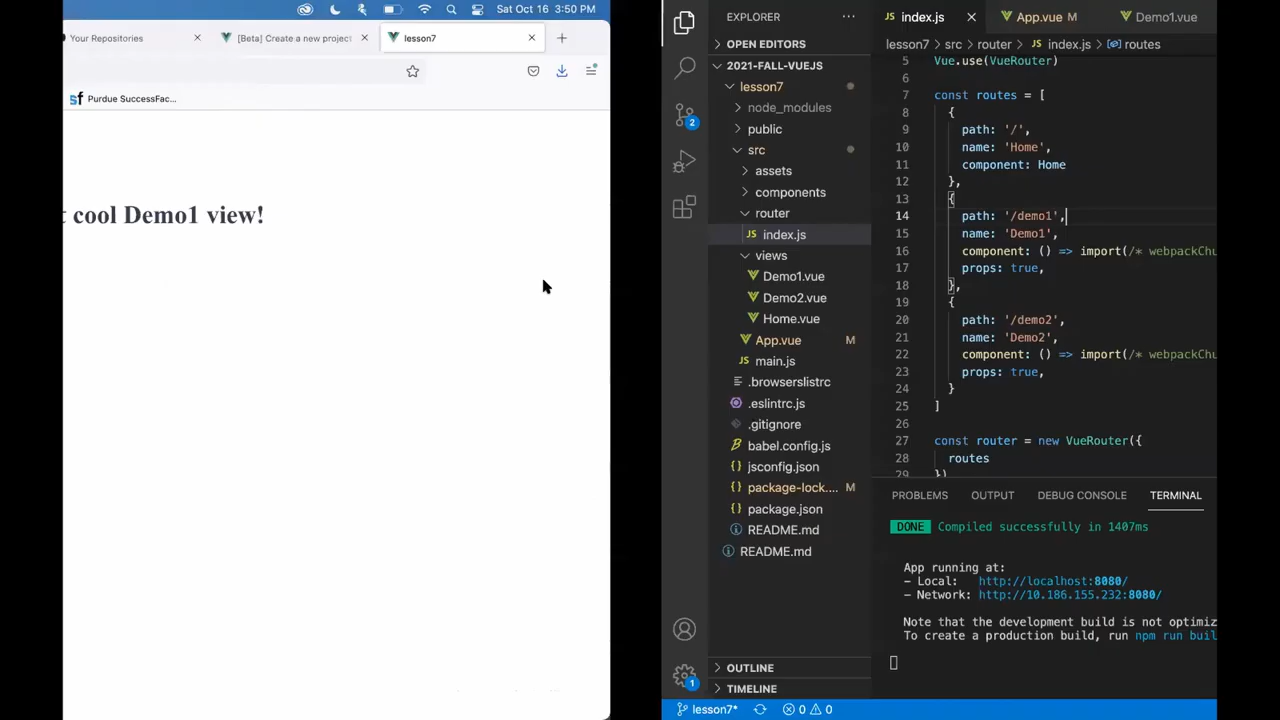 Sat Oct 16 3:50 PM
Your Repositories
[Beta] Create a new project
lesson7
Purdue SuccessFac...
t cool Demo1 view!
EXPLORER
OPEN EDITORS
2021-FALL-VUEJS
lesson7
node_modules
public
src
assets
components
router
JS index.js
views
Demo1.vue
Demo2.vue
Home.vue
App.vue M
JS main.js
.browserslistrc
.eslintrc.js
.gitignore
babel.config.js
jsconfig.json
package-lock.... M
package.json
README.md
README.md
OUTLINE
TIMELINE
2
1
JS index.js
App.vue M
Demo1.vue
lesson7 > src > router > JS index.js > routes
5 Vue.use(VueRouter)
6
7 const routes = [
8 {
9 path: '/',
10 name: 'Home',
11 component: Home
12 },
13 {
14 path: '/demo1',
15 name: 'Demo1',
16 component: () => import(/* webpackChu
17 props: true,
18 },
19 {
20 path: '/demo2',
21 name: 'Demo2',
22 component: () => import(/* webpackChu
23 props: true,
24 }
25 ]
26
27 const router = new VueRouter({
28 routes
29 })
PROBLEMS OUTPUT DEBUG CONSOLE TERMINAL
DONE Compiled successfully in 1407ms
App running at:
- Local: http://localhost:8080/
- Network: http://10.186.155.232:8080/
Note that the development build is not optimiz
To create a production build, run npm run buil
lesson7* 0 0